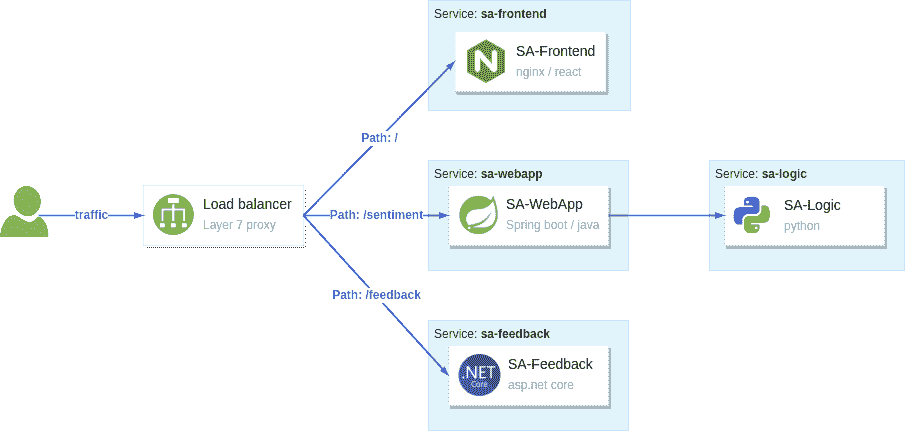 Service: sa-frontend
SA-Frontend
nginx / react
Path: /
traffic
Load balancer
Layer 7 proxy
Path: /sentiment
Service: sa-webapp
SA-WebApp
Spring boot / java
Service: sa-logic
SA-Logic
python
Path: /feedback
Service: sa-feedback
.NET
Core
SA-Feedback
asp.net core